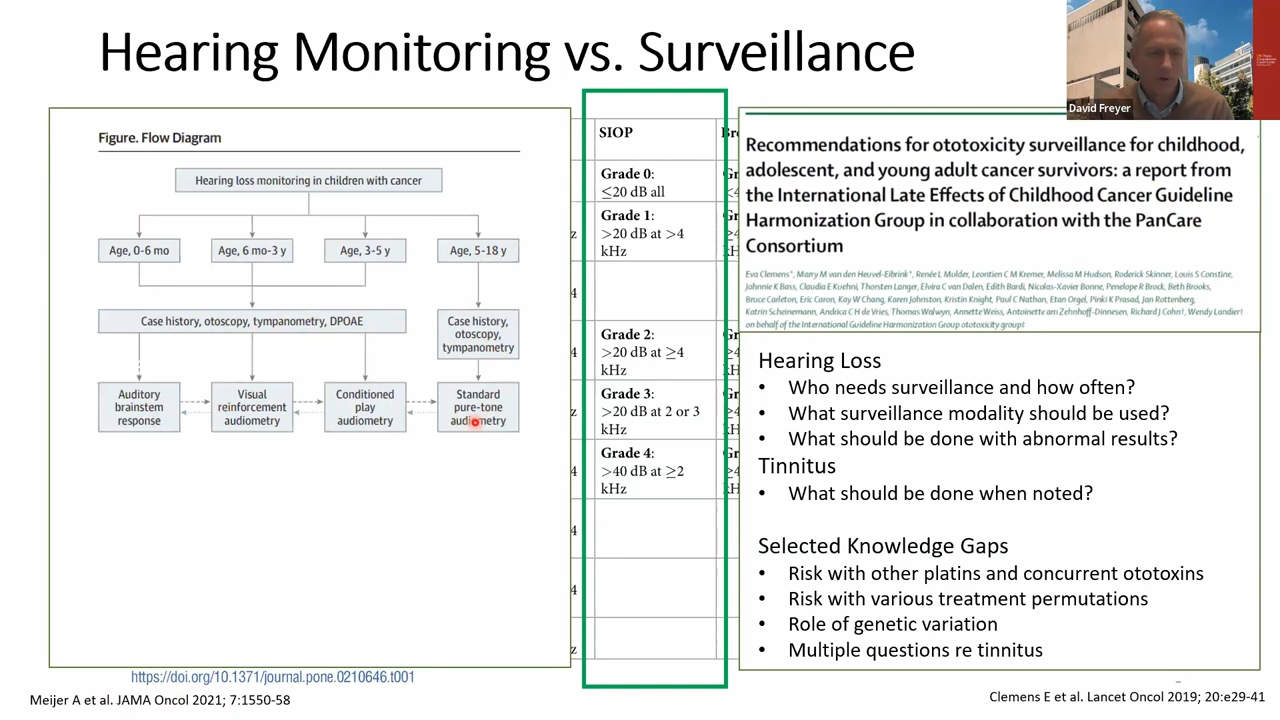 Hearing Monitoring vs. Surveillance
David Freyer
Figure. Flow Diagram
Hearing loss monitoring in children with cancer
Age, 0-6 mo
Age, 6 mo-3 y
Age, 3-5 y
Age, 5-18 y
Case history, otoscopy, tympanometry, DPOAE
Case history,
otoscopy,
tympanometry
Auditory
brainstem
response
Visual
reinforcement
audiometry
Conditioned
play
audiometry
Standard
pure-tone
audiometry
https://doi.org/10.1371/journal.pone.0210646.t001
Meijer A et al. JAMA Oncol 2021; 7:1550-58
SIOP
Grade 0:
≤20 dB all
Grade 1:
>20 dB at >4
kHz
Grade 2:
>20 dB at ≥4
kHz
Grade 3:
>20 dB at 2 or 3
kHz
Grade 4:
>40 dB at ≥2
kHz
Recommendations for ototoxicity surveillance for childhood,
adolescent, and young adult cancer survivors: a report from
the International Late Effects of Childhood Cancer Guideline
Harmonization Group in collaboration with the PanCare
Consortium
Eva Clemens*, Marry M van den Heuvel-Eibrink*, Renée L Mulder, Leontien C M Kremer, Melissa M Hudson, Roderick Skinner, Louis S Constine,
Johnnie K Bass, Claudia E Kuehni, Thorsten Langer, Elvira C van Dalen, Edith Bardi, Nicolas-Xavier Bonne, Penelope R Brock, Beth Brooks,
Bruce Carleton, Eric Caron, Kay W Chang, Karen Johnston, Kristin Knight, Paul C Nathan, Etan Orgel, Pinki K Prasad, Jan Rottenberg,
Katrin Scheinemann, Andrica C H de Vries, Thomas Walwyn, Annette Weiss, Antoinette am Zehnhoff-Dinnesen, Richard J Cohn†, Wendy Landier†
on behalf of the International Guideline Harmonization Group ototoxicity group‡
Hearing Loss
• Who needs surveillance and how often?
• What surveillance modality should be used?
• What should be done with abnormal results?
Tinnitus
• What should be done when noted?
Selected Knowledge Gaps
• Risk with other platins and concurrent ototoxins
• Risk with various treatment permutations
• Role of genetic variation
• Multiple questions re tinnitus
Clemens E et al. Lancet Oncol 2019; 20:e29-41